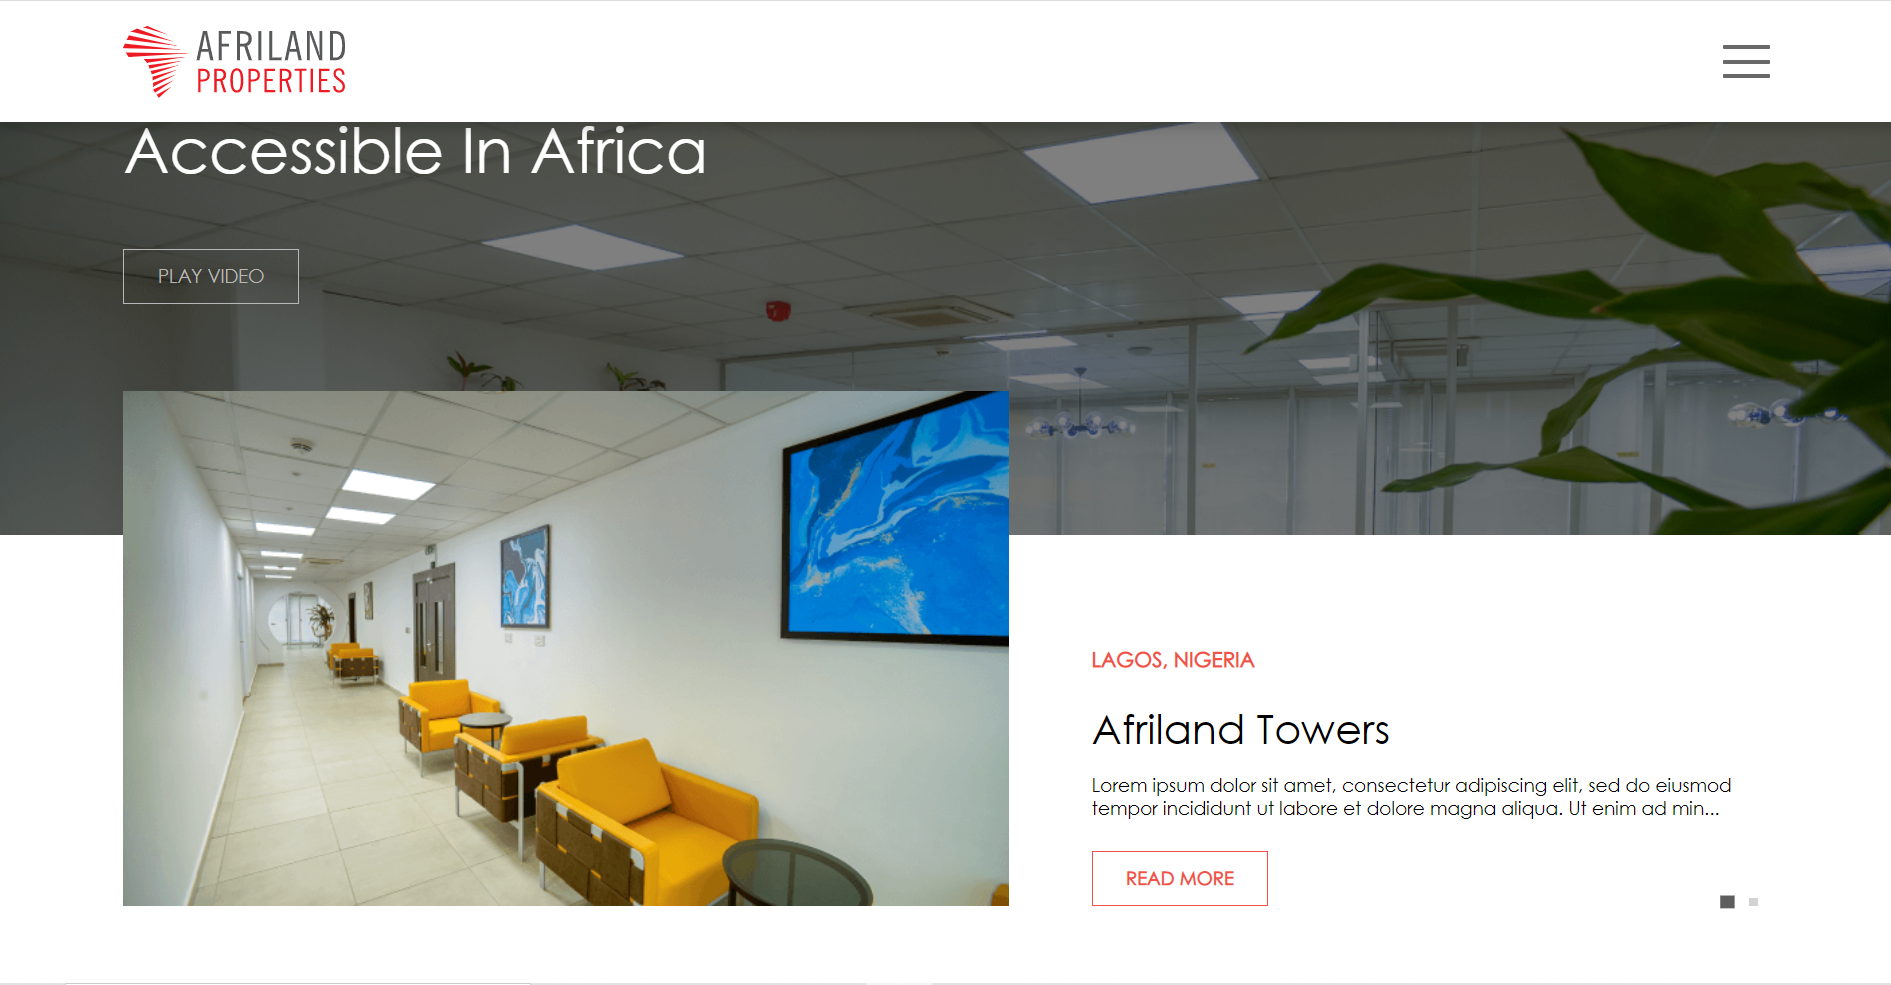 AFRILAND
PROPERTIES
Accessible In Africa
PLAY VIDEO
LAGOS, NIGERIA
Afriland Towers
Lorem ipsum dolor sit amet, consectetur adipiscing elit, sed do eiusmod
tempor incididunt ut labore et dolore magna aliqua. Ut enim ad min...
READ MORE